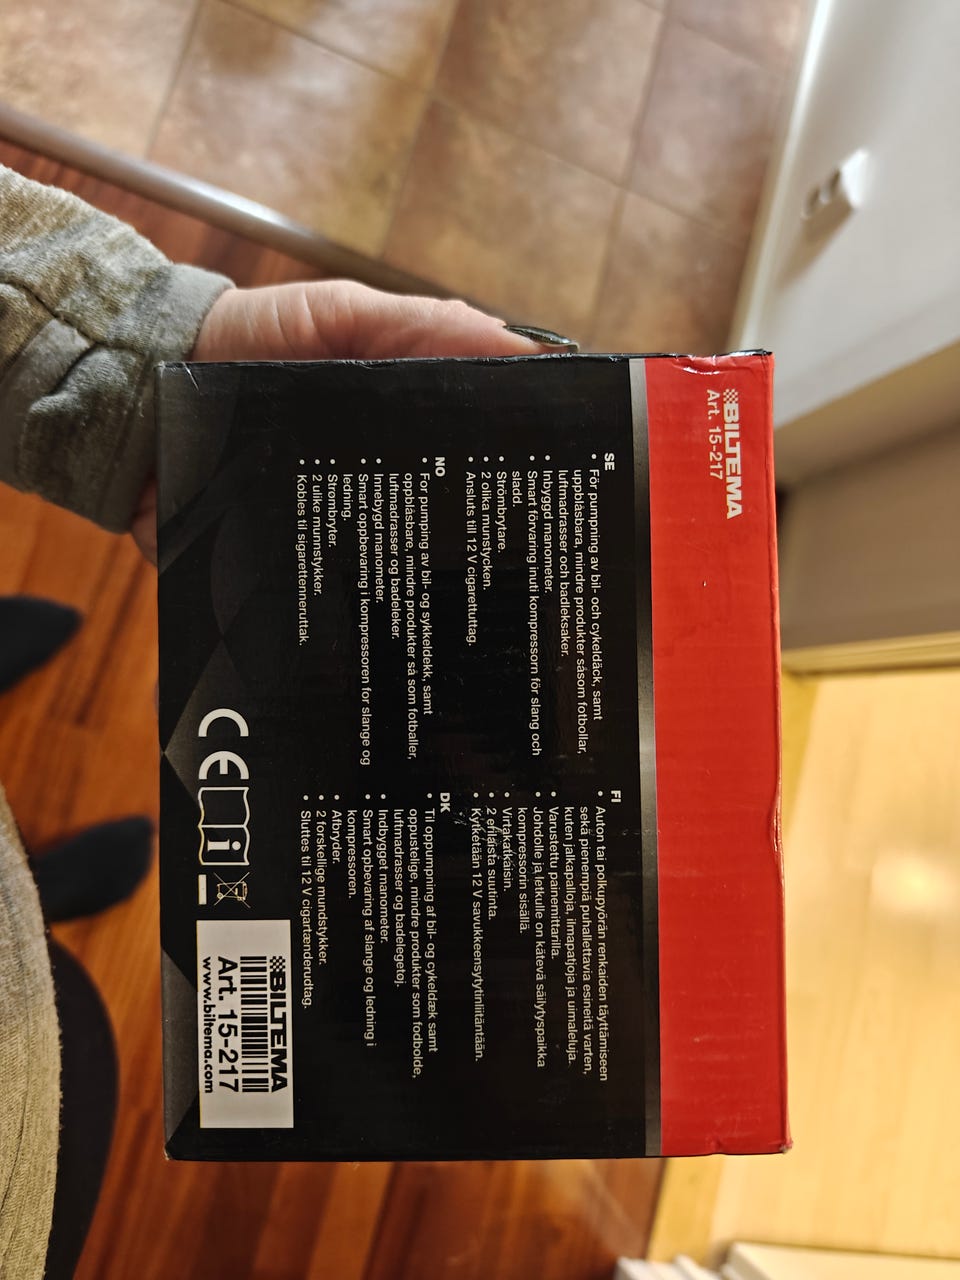 BILTEMA
Art. 15-217
SE
• För pumpning av bil- och cykeldäck, samt
uppblåsbara, mindre produkter såsom fotbollar,
luftmadrasser och badleksaker.
• Inbyggd manometer.
• Smart förvaring inuti kompressorn för slang och
sladd.
• Strömbrytare.
• 2 olika munstycken.
• Ansluts till 12 V cigarettuttag.
NO
• For pumping av bil- og sykkeldekk, samt
oppblåsbare, mindre produkter så som fotballer,
luftmadrasser og badeleker.
• Innebygd manometer.
• Smart oppbevaring i kompressoren for slange og
ledning.
• Strømbryter.
• 2 ulike munnstykker.
• Kobles til sigarettenneruttak.
FI
• Auton tai polkupyörän renkaiden täyttämiseen
sekä pienempiä puhallettavia esineitä varten,
kuten jalkapalloja, ilmapatjoja ja uimaleluja.
• Varustettu painemittarilla.
• Johdolle ja letkulle on kätevä säilytyspaikka
kompressorin sisällä.
• Virtakatkaisin.
• 2 erilaista suutinta.
• Kytketään 12 V savukkeensytytinliitäntään.
DK
• Til oppumpning af bil- og cykeldæk samt
oppustelige, mindre produkter som fodbolde,
luftmadrasser og badelegetøj.
• Indbygget manometer.
• Smart opbevaring af slange og ledning i
kompressoren.
• Afbryder.
• 2 forskellige mundstykker.
• Sluttes til 12 V cigartænderudtag.
CE
i
BILTEMA
Art. 15-217
www.biltema.com